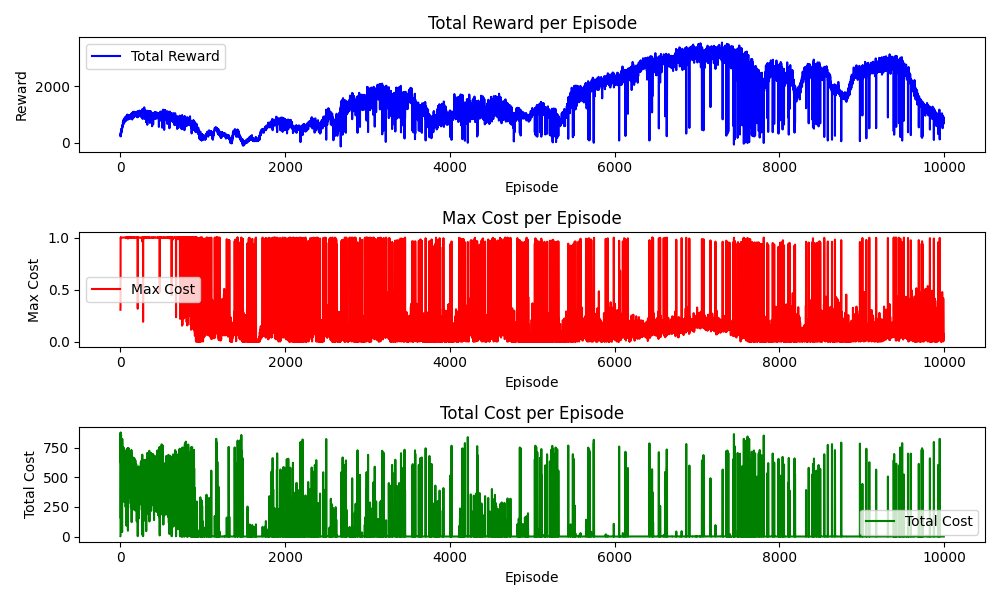 Total Reward per Episode
Total Reward
Reward
2000
0
0 2000 4000 6000 8000 10000
Episode
Max Cost per Episode
1.0
0.5
0.0
Max Cost
Max Cost
0 2000 4000 6000 8000 10000
Episode
Total Cost per Episode
750
500
250
0
Total Cost
Total Cost
0 2000 4000 6000 8000 10000
Episode